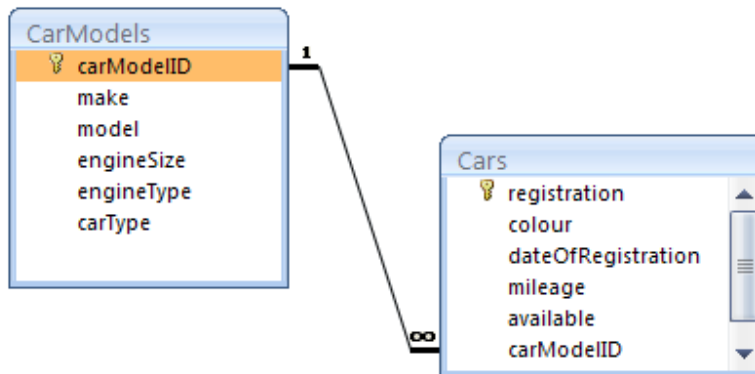 CarModels
carModelID
make
model
engineSize
engineType
carType
1
∞
Cars
registration
colour
dateOfRegistration
mileage
available
carModelID